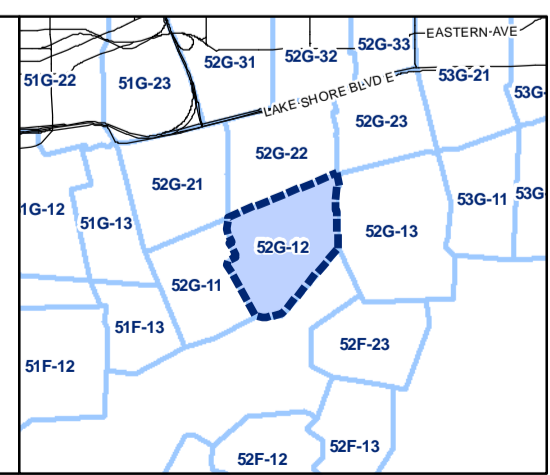 EASTERN-AVE
52G-33
52G-32
52G-31
51G-22
51G-23
53G-21
53G-
LAKE SHORE BLVD E
52G-23
52G-22
52G-21
1G-12
51G-13
53G-11
53G
52G-13
52G-12
52G-11
51F-13
52F-23
51F-12
52F-13
52F-12